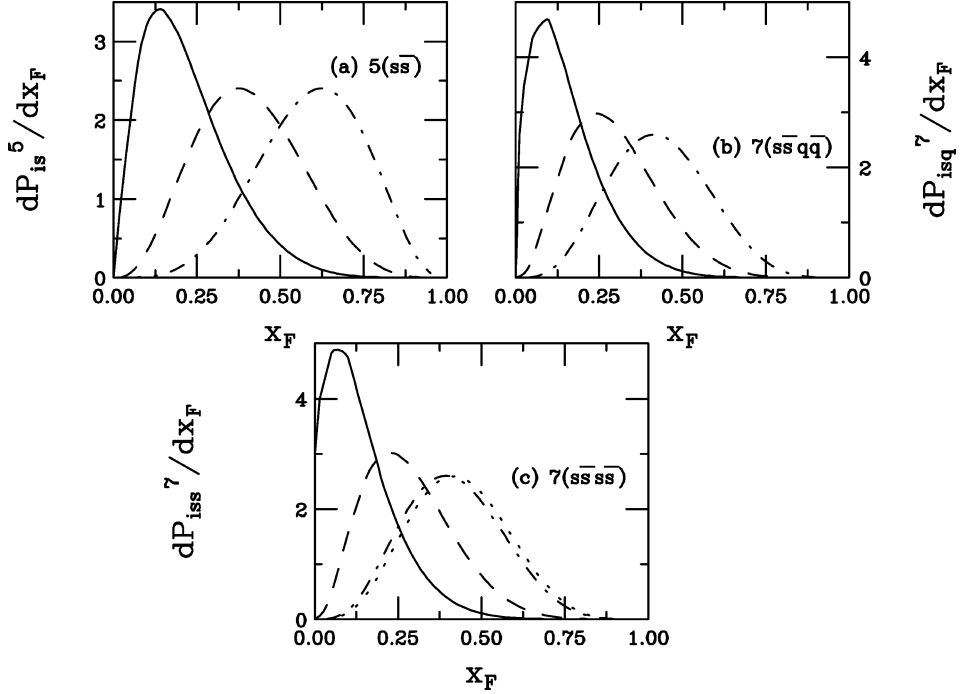 dP_is^5/dx_F
3
2
1
0
(a) 5(ss̅)
0.00 0.25 0.50 0.75 1.00
x_F
dP_isq^7/dx_F
4
2
0
(b) 7(ss̅qq̅)
0.00 0.25 0.50 0.75 1.00
x_F
dP_iss^7/dx_F
4
2
0
(c) 7(ss̅ss̅)
0.00 0.25 0.50 0.75 1.00
x_F